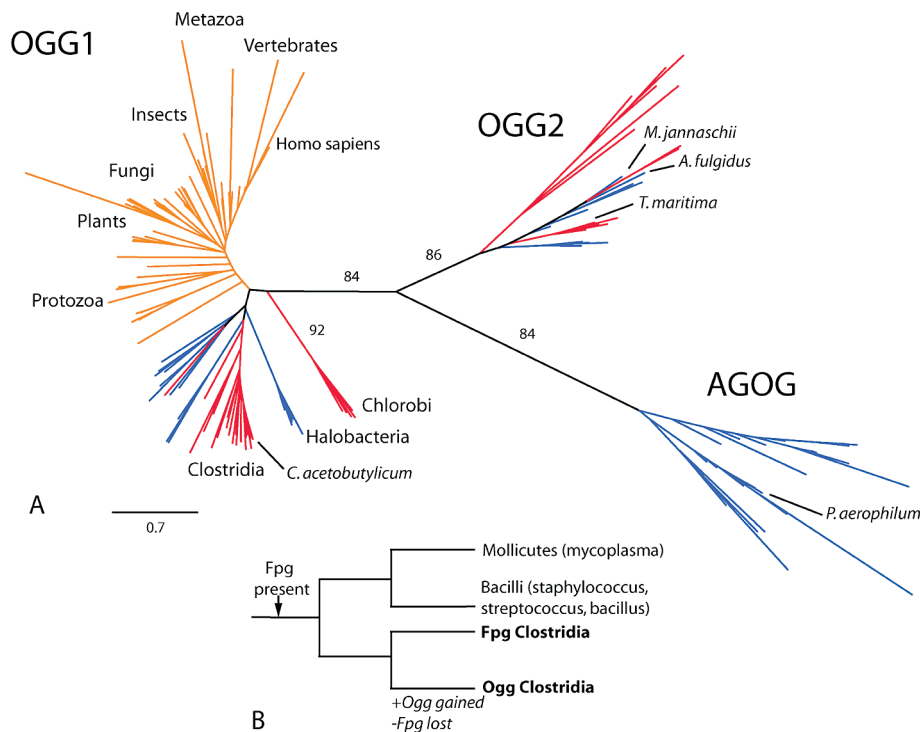 OGG1
Metazoa
Vertebrates
Insects
Homo sapiens
Fungi
Plants
Protozoa
OGG2
M. jannaschii
A. fulgidus
T. maritima
86
84
92
84
AGOG
Chlorobi
Halobacteria
Clostridia
C. acetobutylicum
P. aerophilum
A
0.7
Fpg
present
Mollicutes (mycoplasma)
Bacilli (staphylococcus,
streptococcus, bacillus)
Fpg Clostridia
Ogg Clostridia
+Ogg gained
-Fpg lost
B